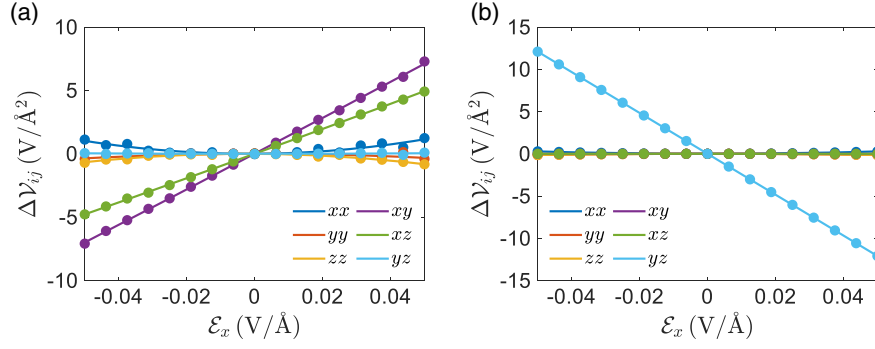 (a)
10
5
0
-5
-10
ΔV_ij (V/Å²)
xx xy
yy xz
zz yz
-0.04 -0.02 0 0.02 0.04
ℰ_x (V/Å)
(b)
15
10
5
0
-5
-10
-15
ΔV_ij (V/Å²)
xx xy
yy xz
zz yz
-0.04 -0.02 0 0.02 0.04
ℰ_x (V/Å)